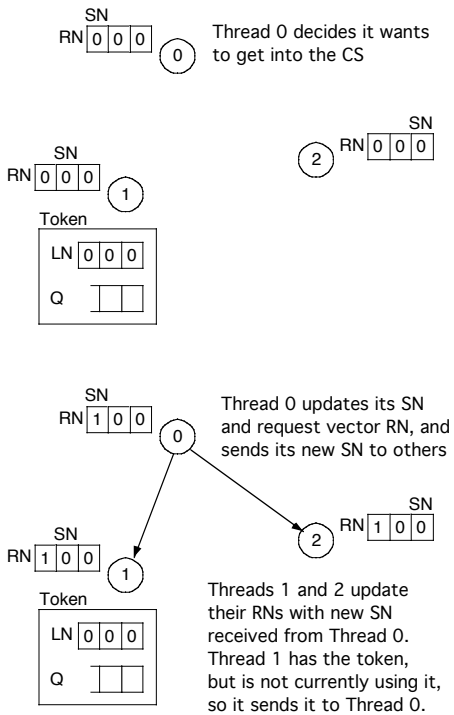 SN
RN 0 0 0
0
Thread 0 decides it wants
to get into the CS
SN
RN 0 0 0
2
SN
RN 0 0 0
1
Token
LN 0 0 0
Q
SN
RN 1 0 0
0
Thread 0 updates its SN
and request vector RN, and
sends its new SN to others
SN
RN 1 0 0
2
SN
RN 1 0 0
1
Token
LN 0 0 0
Q
Threads 1 and 2 update
their RNs with new SN
received from Thread 0.
Thread 1 has the token,
but is not currently using it,
so it sends it to Thread 0.